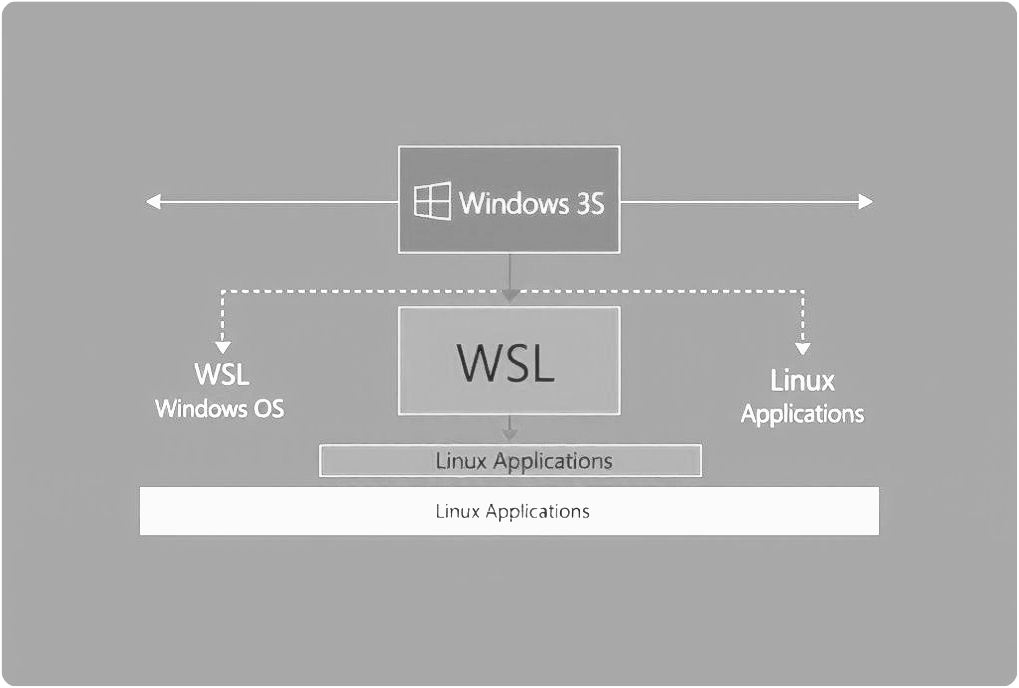 Windows 3S
WSL
Windows OS
WSL
Linux
Applications
Linux Applications
Linux Applications